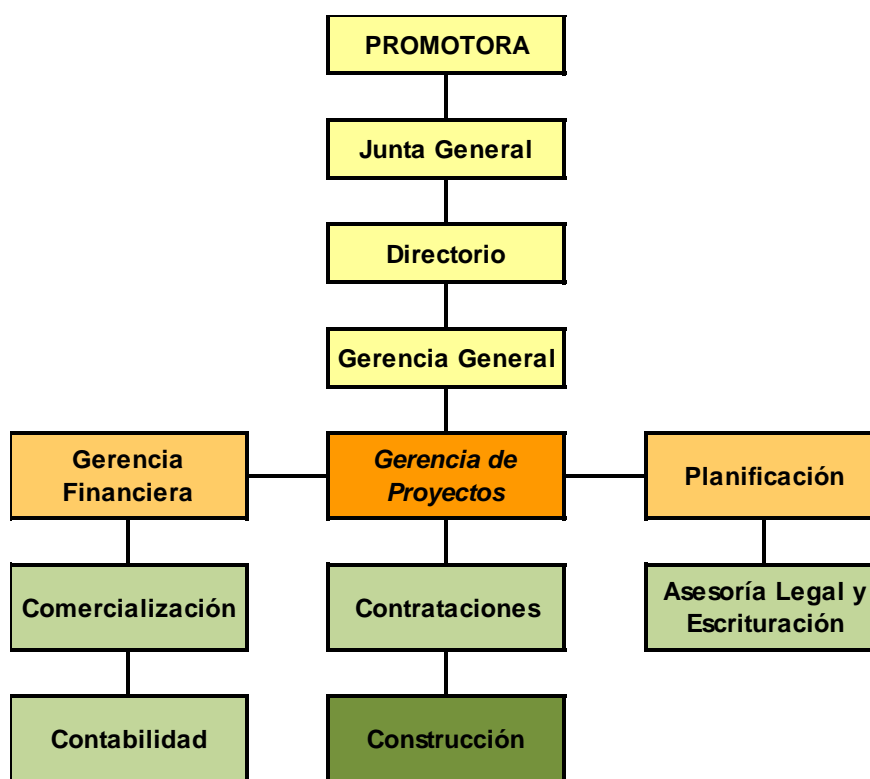 PROMOTORA
Junta General
Directorio
Gerencia General
Gerencia
Financiera
Gerencia de
Proyectos
Planificación
Comercialización
Contrataciones
Asesoría Legal y
Escrituración
Contabilidad
Construcción